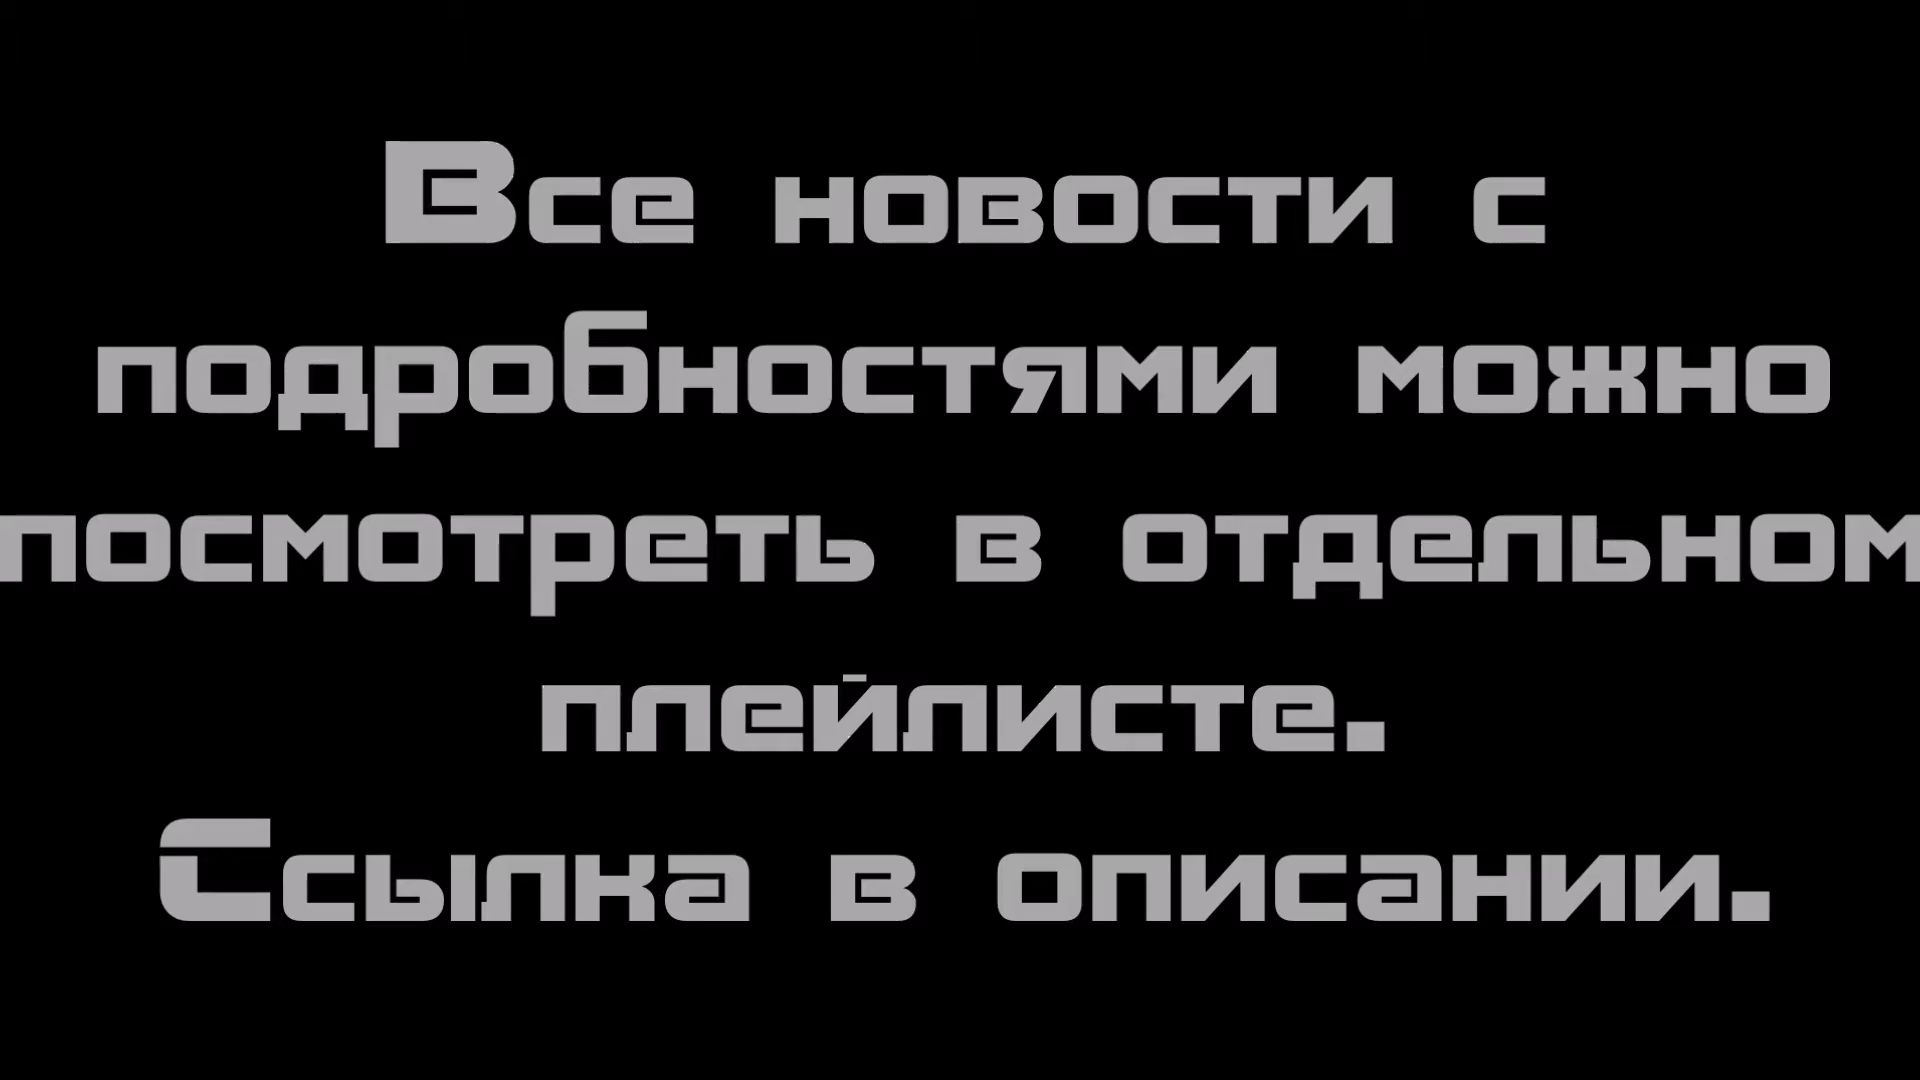 Все новости с
подробностями можно
посмотреть в отдельном
плейлисте.
Ссылка в описании.